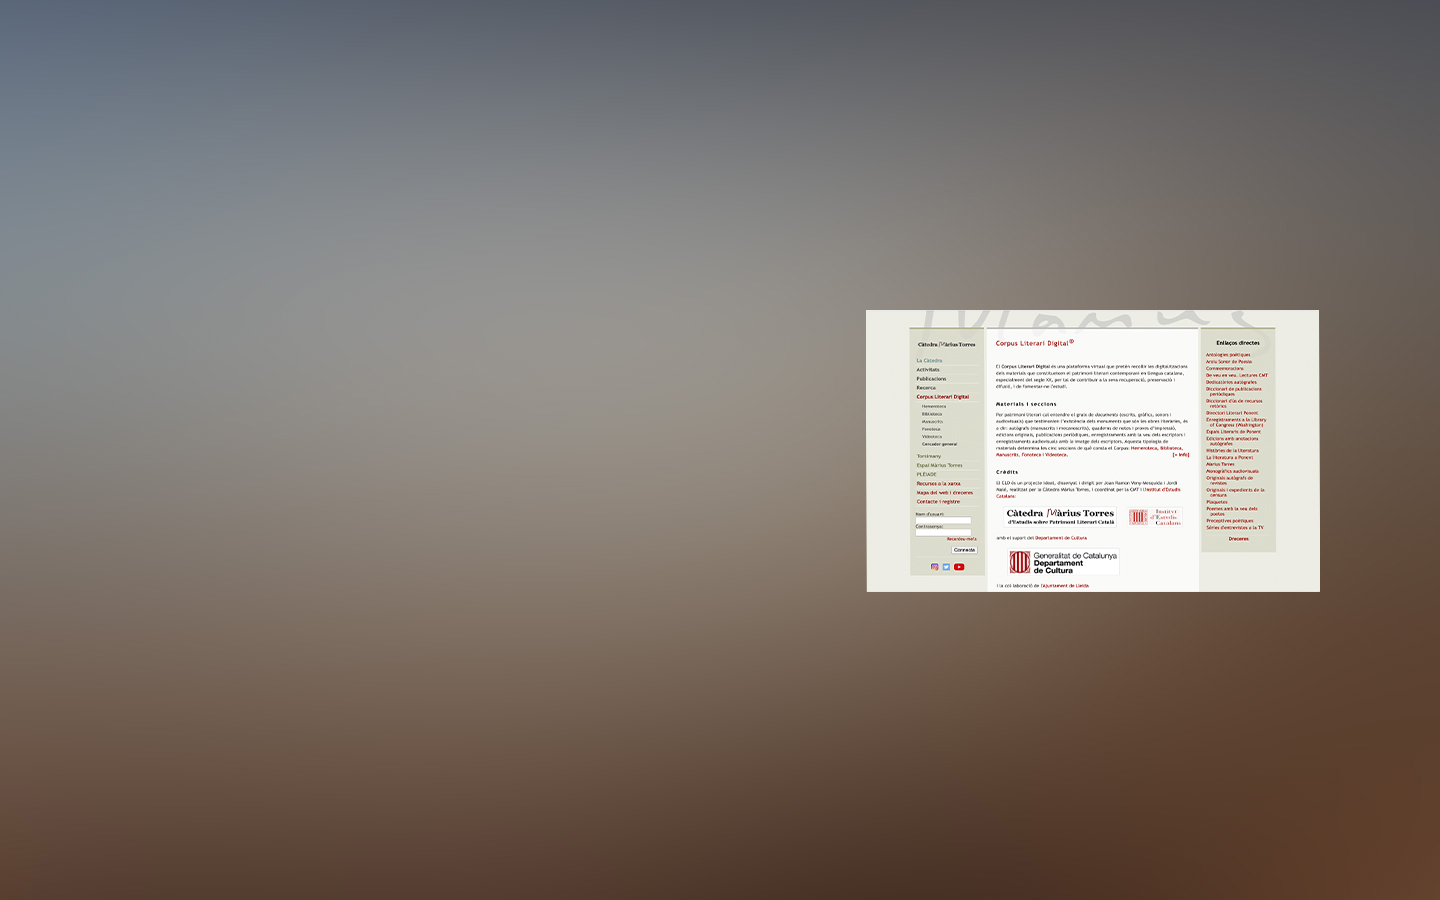 Càtedra Màrius Torres
La Càtedra
Activitats
Publicacions
Recerca
Corpus Literari Digital
Hemeroteca
Biblioteca
Manuscrits
Fonoteca
Videoteca
Cercador general
Torsimany
Espai Màrius Torres
PLÈIADE
Recursos a la xarxa
Mapa del web i dreceres
Contacte i registre
Nom d'usuari:
Contrasenya:
Recordeu-me'n
Connecta
Corpus Literari Digital®
El Corpus Literari Digital és una plataforma virtual que pretén recollir les digitalitzacions
dels materials que constitueixen el patrimoni literari contemporani en llengua catalana,
especialment del segle XX, per tal de contribuir a la seva recuperació, preservació i
difusió, i de fomentar-ne l'estudi.
Materials i seccions
Per patrimoni literari cal entendre el gruix de documents (escrits, gràfics, sonors i
audiovisuals) que testimonien l'existència dels monuments que són les obres literàries, és
a dir: autògrafs (manuscrits i mecanoscrits), quaderns de notes i proves d'impressió,
edicions originals, publicacions periòdiques, enregistraments amb la veu dels escriptors i
enregistraments audiovisuals amb la imatge dels escriptors. Aquesta tipologia de
materials determina les cinc seccions de què consta el Corpus: Hemeroteca, Biblioteca,
Manuscrits, Fonoteca i Videoteca. [+ info]
Crèdits
El CLD és un projecte ideat, dissenyat i dirigit per Joan Ramon Veny-Mesquida i Jordi
Malé, realitzat per la Càtedra Màrius Torres, i coordinat per la CMT i l'Institut d'Estudis
Catalans:
Càtedra Màrius Torres
d'Estudis sobre Patrimoni Literari Català
Institut
d'Estudis
Catalans
amb el suport del Departament de Cultura
Generalitat de Catalunya
Departament
de Cultura
i la col·laboració de l'Ajuntament de Lleida
Enllaços directes
Antologies poètiques
Arxiu Sonor de Poesia
Commemoracions
De veu en veu. Lectures CMT
Dedicatòries autògrafes
Diccionari de publicacions
periòdiques
Diccionari d'ús de recursos
retòrics
Directori Literari Ponent
Enregistraments a la Library
of Congress (Washington)
Espais Literaris de Ponent
Edicions amb anotacions
autògrafes
Històries de la literatura
La literatura a Ponent
Màrius Torres
Monogràfics audiovisuals
Originals autògrafs de
revistes
Originals i expedients de la
censura
Plaquetes
Poemes amb la veu dels
poetes
Preceptives poètiques
Sèries d'entrevistes a la TV
Dreceres